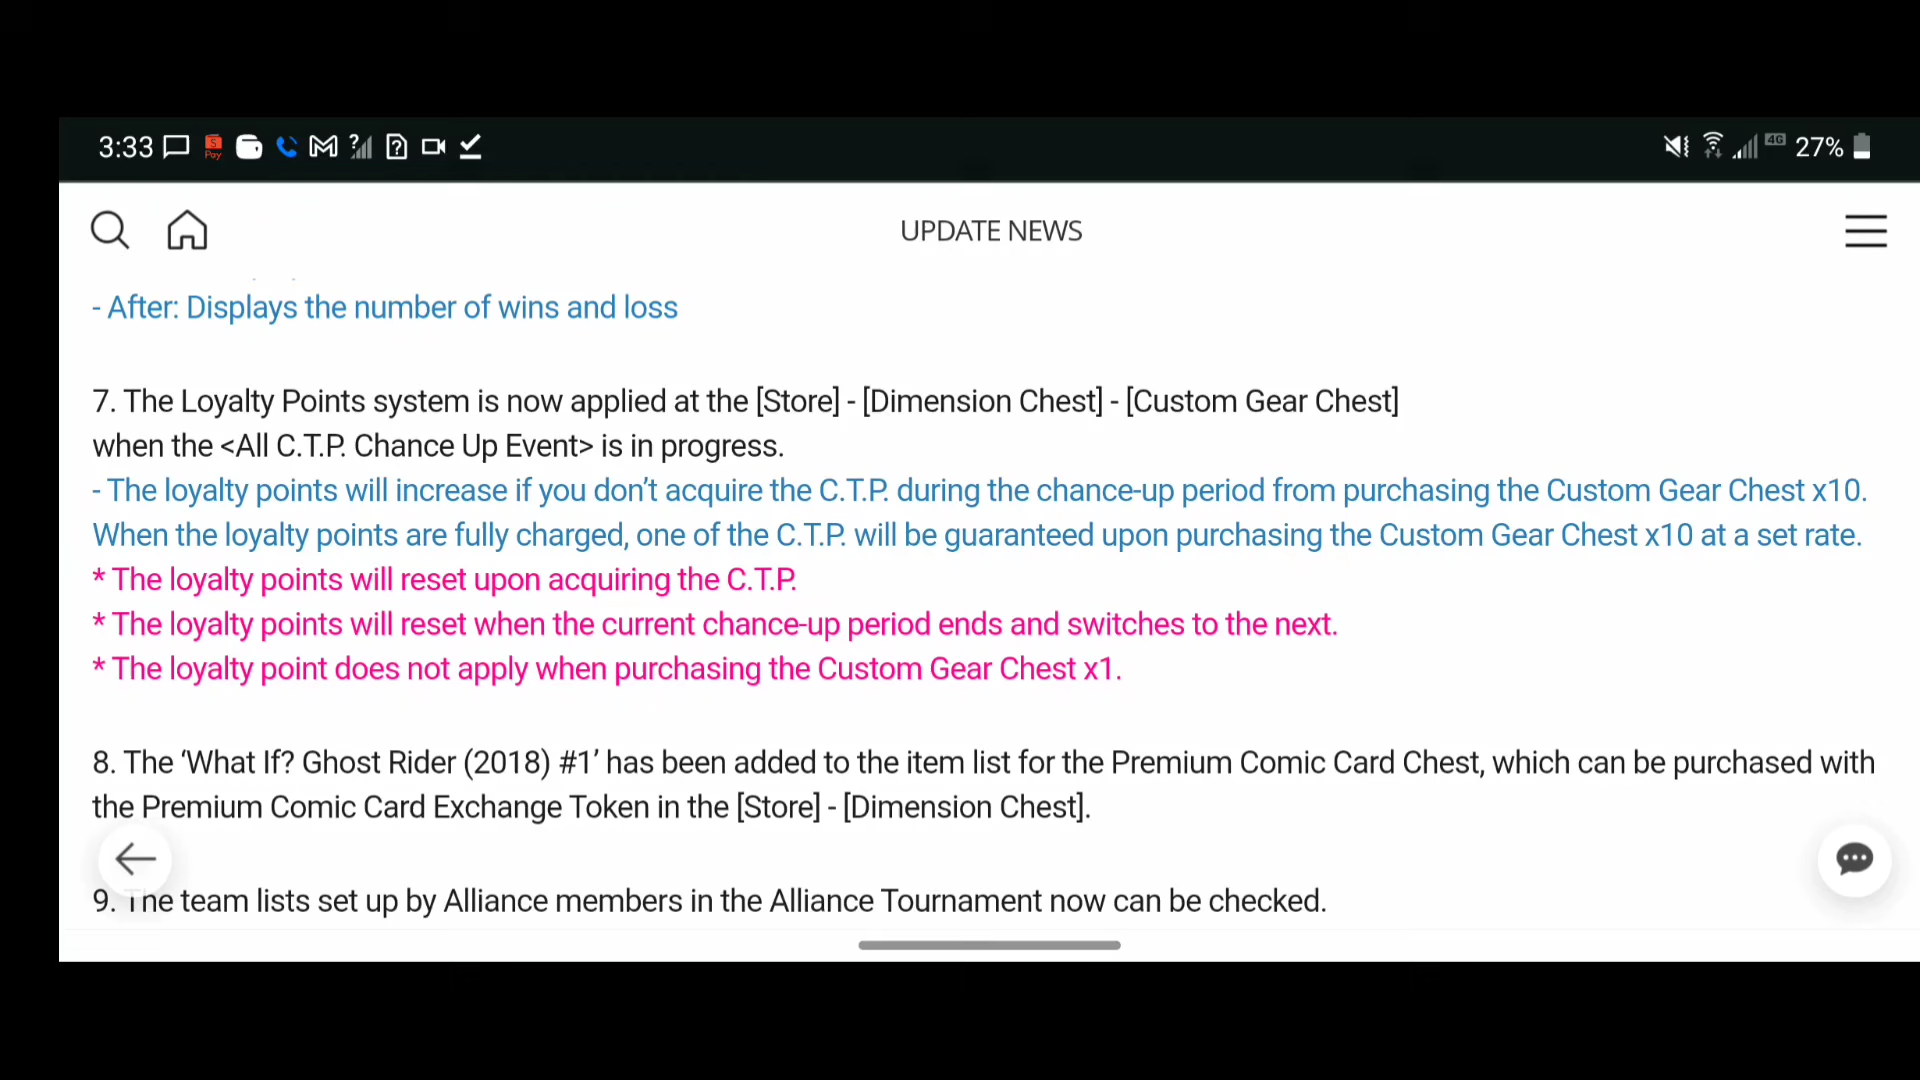 3:33
S Pay
4G
27%
UPDATE NEWS
- After: Displays the number of wins and loss
7. The Loyalty Points system is now applied at the [Store] - [Dimension Chest] - [Custom Gear Chest]
when the <All C.T.P. Chance Up Event> is in progress.
- The loyalty points will increase if you don’t acquire the C.T.P. during the chance-up period from purchasing the Custom Gear Chest x10.
When the loyalty points are fully charged, one of the C.T.P. will be guaranteed upon purchasing the Custom Gear Chest x10 at a set rate.
* The loyalty points will reset upon acquiring the C.T.P.
* The loyalty points will reset when the current chance-up period ends and switches to the next.
* The loyalty point does not apply when purchasing the Custom Gear Chest x1.
8. The ‘What If? Ghost Rider (2018) #1’ has been added to the item list for the Premium Comic Card Chest, which can be purchased with
the Premium Comic Card Exchange Token in the [Store] - [Dimension Chest].
9. The team lists set up by Alliance members in the Alliance Tournament now can be checked.